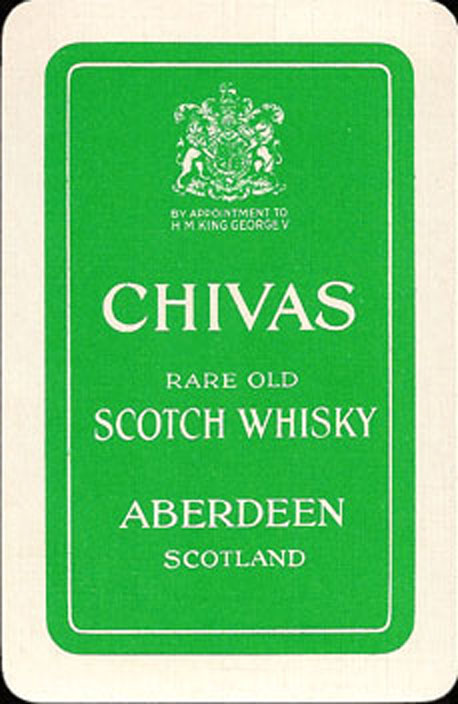 BY APPOINTMENT TO
H M KING GEORGE V
CHIVAS
RARE OLD
SCOTCH WHISKY
ABERDEEN
SCOTLAND